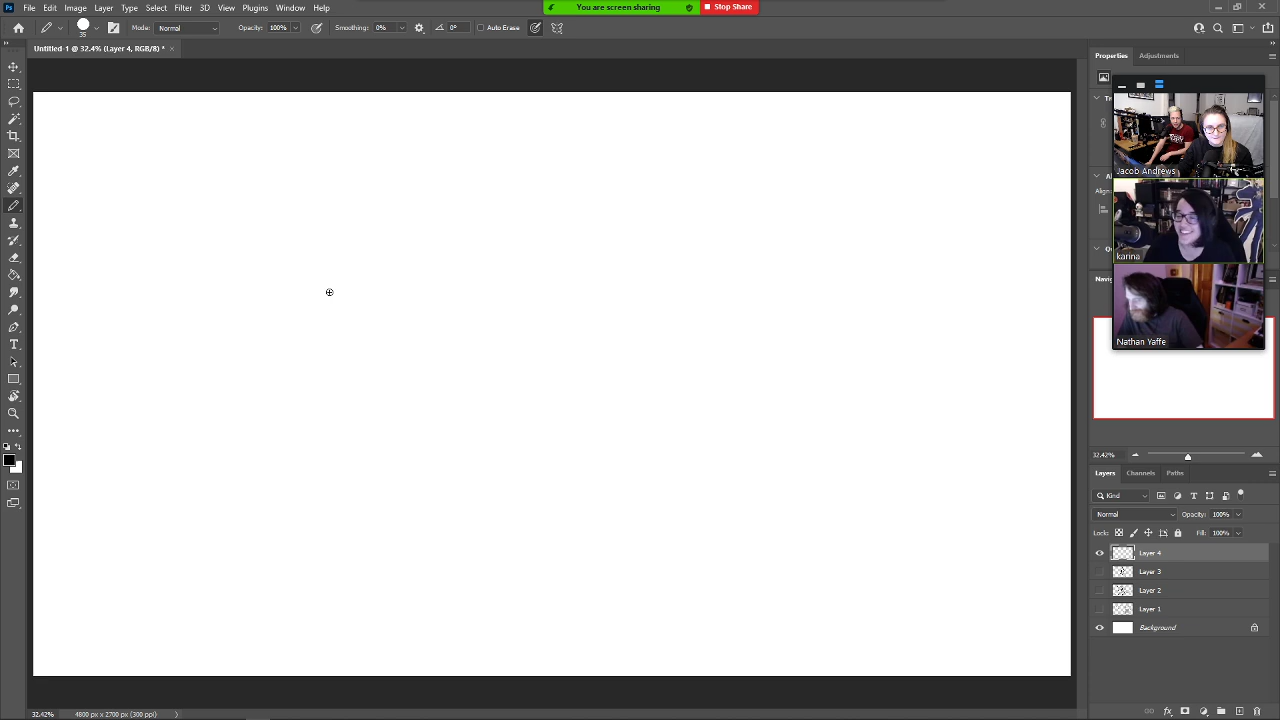 Ps File Edit Image Layer Type Select Filter 3D View Plugins Window Help
You are screen sharing Stop Share
35 Mode: Normal Opacity: 100% Smoothing: 0% 0° Auto Erase
Untitled-1 @ 32.4% (Layer 4, RGB/8) *
Properties Adjustments
Jacob Andrews
karina
Nathan Yaffe
32.42%
Layers Channels Paths
Kind
Normal Opacity: 100%
Lock: Fill: 100%
Layer 4
Layer 3
Layer 2
Layer 1
Background
32.42% 4800 px x 2700 px (300 ppi)